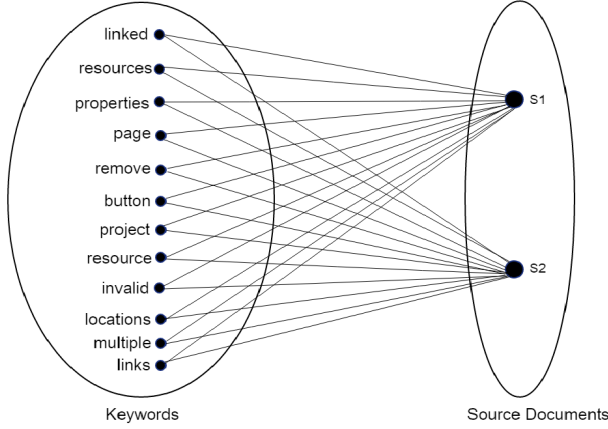 linked
resources
properties
page
remove
button
project
resource
invalid
locations
multiple
links
S1
S2
Keywords
Source Documents